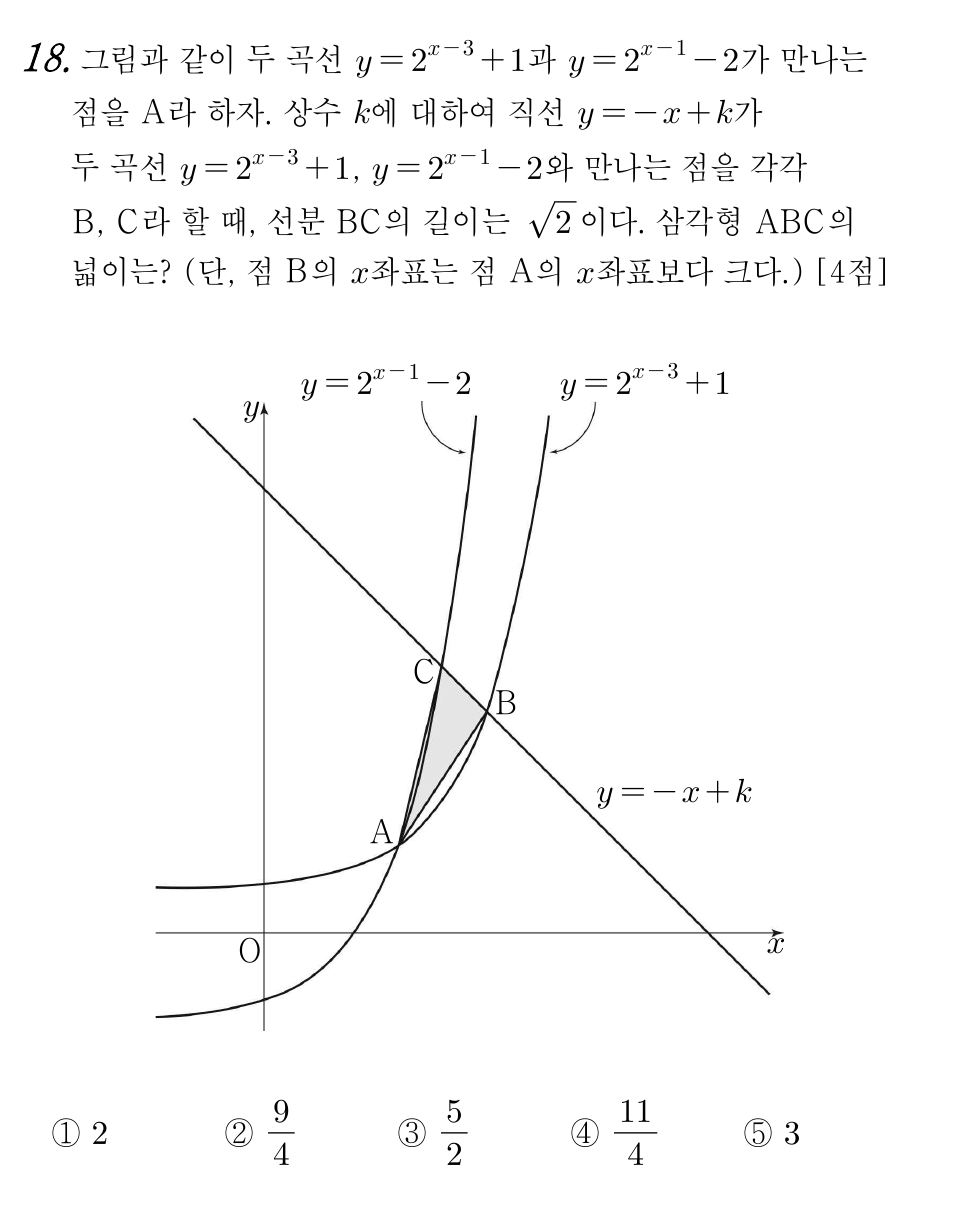 18. 그림과 같이 두 곡선 $y=2^{x-3}+1$과 $y=2^{x-1}-2$가 만나는
점을 A라 하자. 상수 $k$에 대하여 직선 $y=-x+k$가
두 곡선 $y=2^{x-3}+1$, $y=2^{x-1}-2$와 만나는 점을 각각
B, C라 할 때, 선분 BC의 길이는 $\sqrt{2}$이다. 삼각형 ABC의
넓이는? (단, 점 B의 $x$좌표는 점 A의 $x$좌표보다 크다.) [4점]
$y=2^{x-1}-2$ $y=2^{x-3}+1$
y
C
B
$y=-x+k$
A
O
x
① 2 ② $\frac{9}{4}$ ③ $\frac{5}{2}$ ④ $\frac{11}{4}$ ⑤ 3